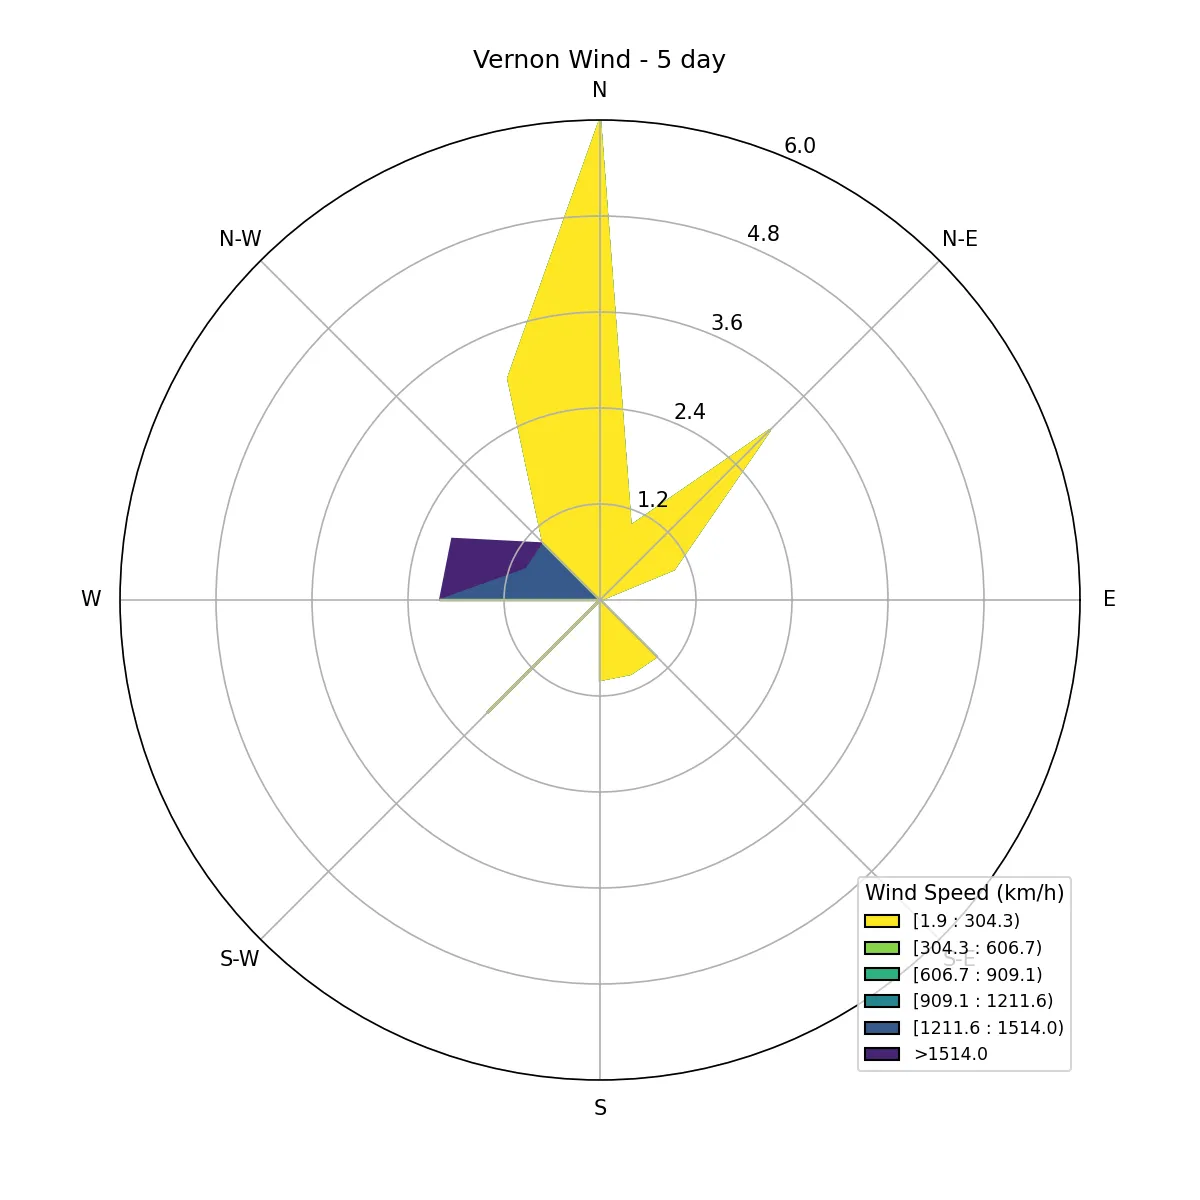 Vernon Wind - 5 day
N
6.0
N-W
4.8
N-E
3.6
2.4
1.2
W
E
Wind Speed (km/h)
[1.9 : 304.3)
[304.3 : 606.7)
S-W
S-E
[606.7 : 909.1)
[909.1 : 1211.6)
[1211.6 : 1514.0)
>1514.0
S